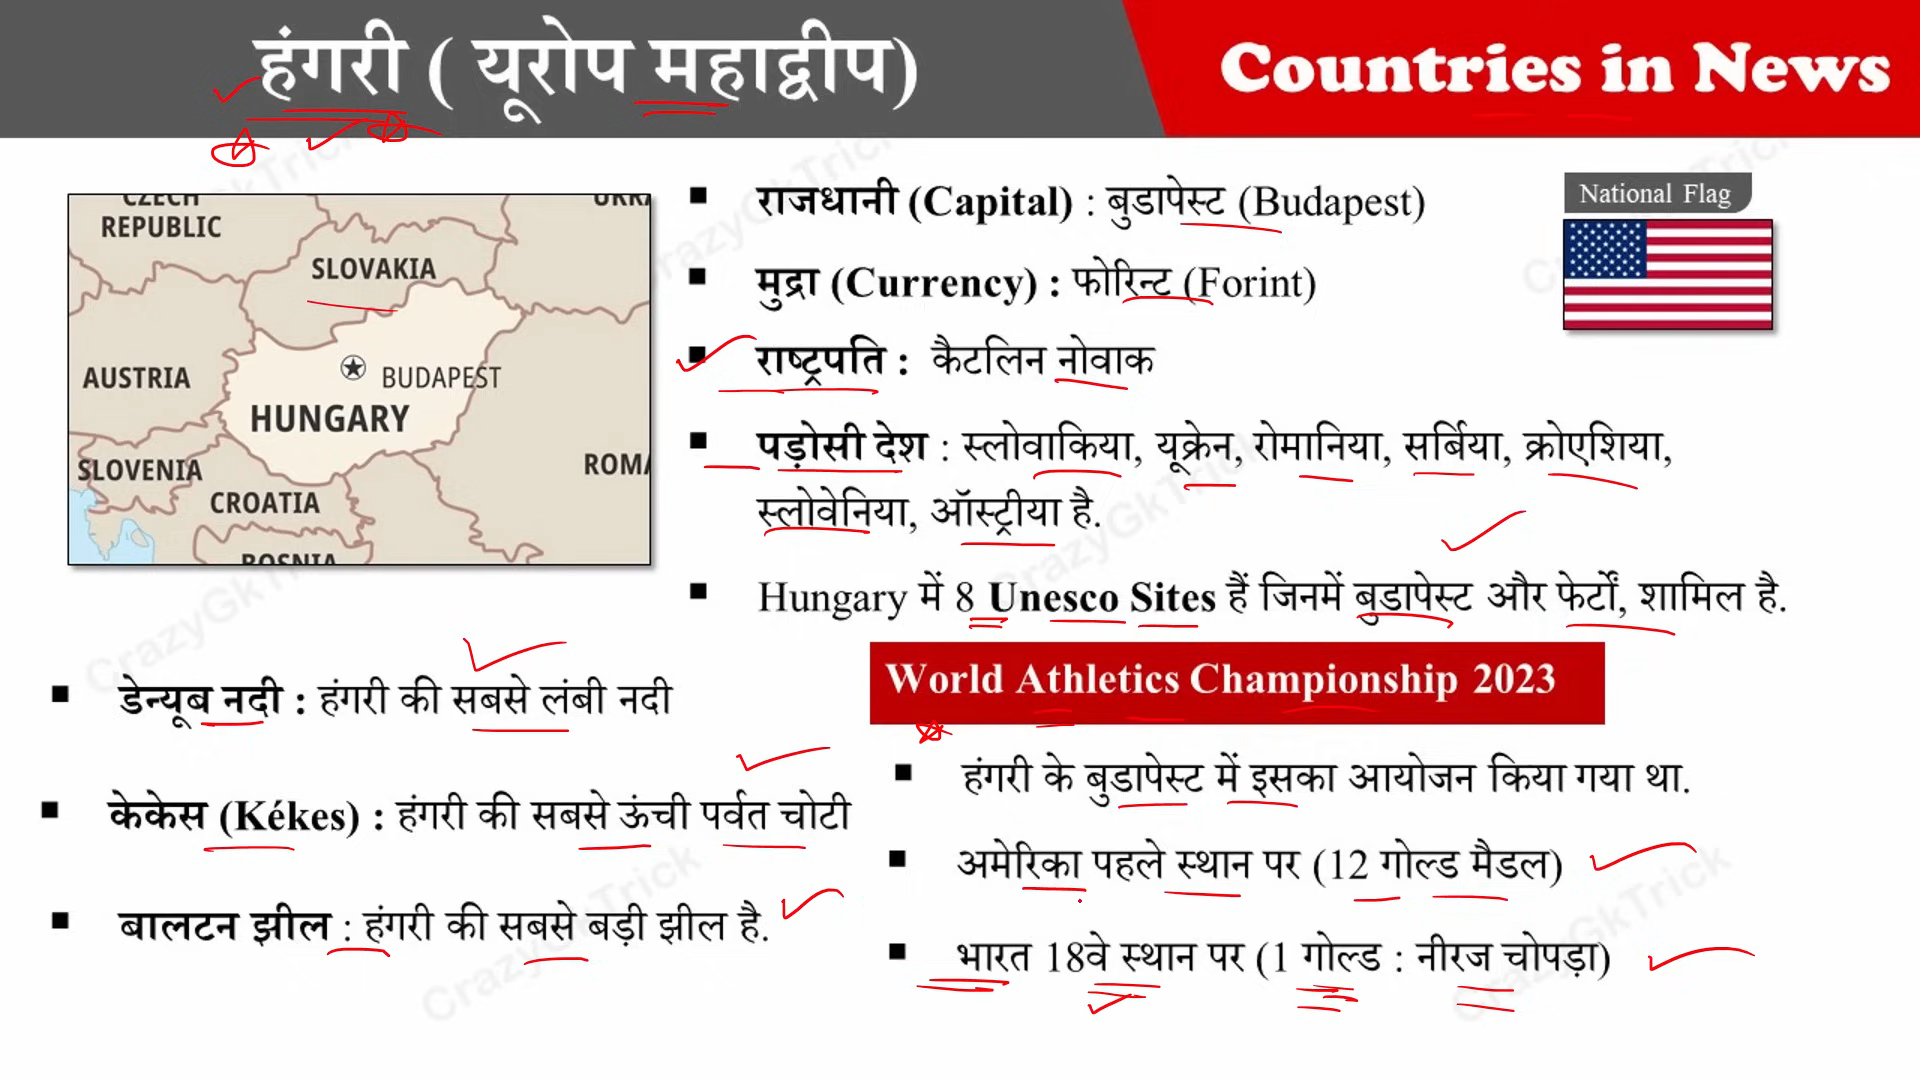 हंगरी ( यूरोप महाद्वीप)
Countries in News
CZECH
REPUBLIC
SLOVAKIA
AUSTRIA
BUDAPEST
HUNGARY
SLOVENIA
CROATIA
BOSNIA
ROMA
राजधानी (Capital) : बुडापेस्ट (Budapest)
मुद्रा (Currency) : फोरिन्ट (Forint)
राष्ट्रपति : कैटलिन नोवाक
पड़ोसी देश : स्लोवाकिया, यूक्रेन, रोमानिया, सर्बिया, क्रोएशिया,
स्लोवेनिया, ऑस्ट्रीया है.
Hungary में 8 Unesco Sites हैं जिनमें बुडापेस्ट और फेर्टो, शामिल है.
National Flag
डेन्यूब नदी : हंगरी की सबसे लंबी नदी
केकेस (Kékes) : हंगरी की सबसे ऊंची पर्वत चोटी
बालटन झील : हंगरी की सबसे बड़ी झील है.
World Athletics Championship 2023
हंगरी के बुडापेस्ट में इसका आयोजन किया गया था.
अमेरिका पहले स्थान पर (12 गोल्ड मैडल)
भारत 18वे स्थान पर (1 गोल्ड : नीरज चोपड़ा)
CrazyGkTrick